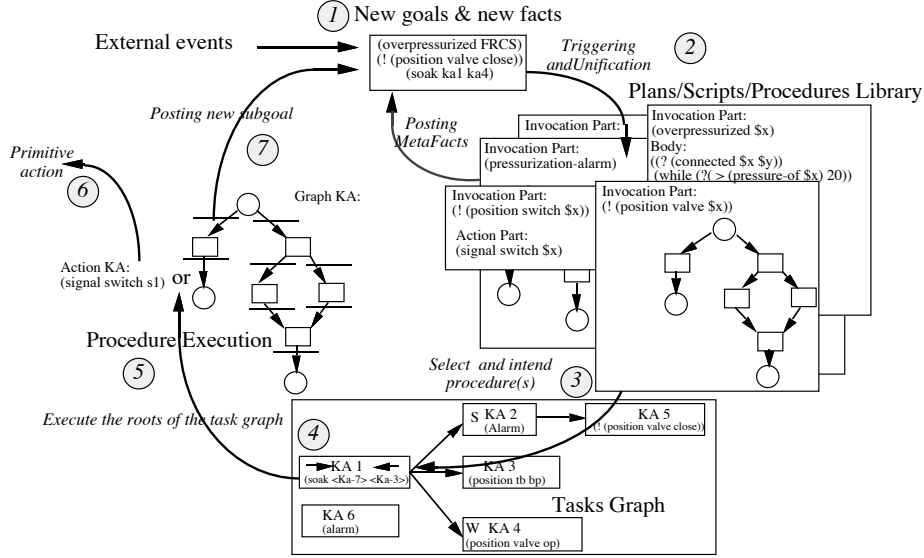 1 New goals & new facts
External events
(overpressurized FRCS)
(! (position valve close))
(soak ka1 ka4)
Triggering
andUnification
2
Plans/Scripts/Procedures Library
Posting new subgoal
7
Posting
MetaFacts
Invocation Part:
Invocation Part:
(overpressurized $x)
Body:
((? (connected $x $y))
(while (?( > (pressure-of $x) 20))
Invocation Part:
(pressurization-alarm)
Invocation Part:
(! (position switch $x))
Action Part:
(signal switch $x)
Invocation Part:
(! (position valve $x))
Primitive
action
6
Graph KA:
Action KA:
(signal switch s1)
or
Procedure Execution
5
Select and intend
procedure(s)
3
Execute the roots of the task graph
4
KA 1
(soak <Ka-7> <Ka-3>)
S KA 2
(Alarm)
KA 5
(! (position valve close))
KA 3
(position tb bp)
KA 6
(alarm)
W KA 4
(position valve op)
Tasks Graph